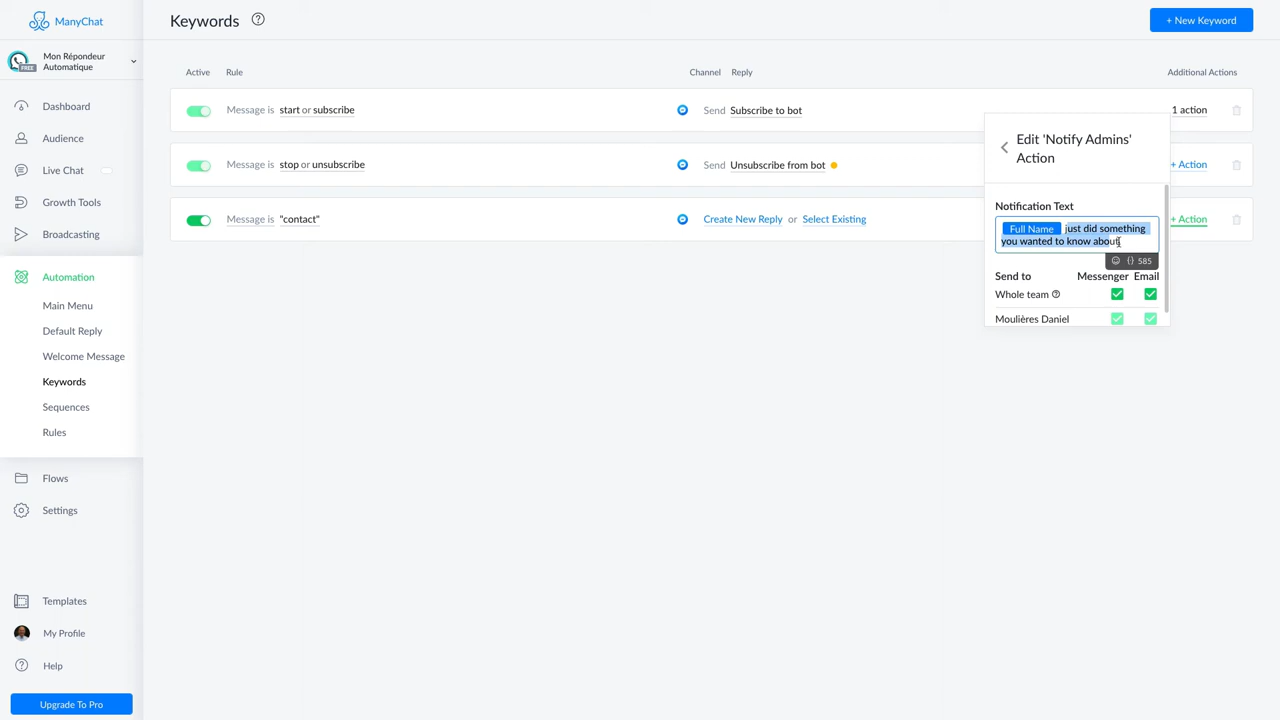 ManyChat
Keywords
+ New Keyword
Mon Répondeur
Automatique
FREE
Active Rule Channel Reply Additional Actions
Dashboard
Message is start or subscribe Send Subscribe to bot 1 action
Audience
Edit 'Notify Admins'
Action
Message is stop or unsubscribe Send Unsubscribe from bot + Action
Live Chat
Growth Tools
Notification Text
Message is "contact" Create New Reply or Select Existing + Action
Full Name just did something
you wanted to know about.
Broadcasting
585
Automation
Send to Messenger Email
Whole team
Main Menu
Moulières Daniel
Default Reply
Welcome Message
Keywords
Sequences
Rules
Flows
Settings
Templates
My Profile
Help
Upgrade To Pro